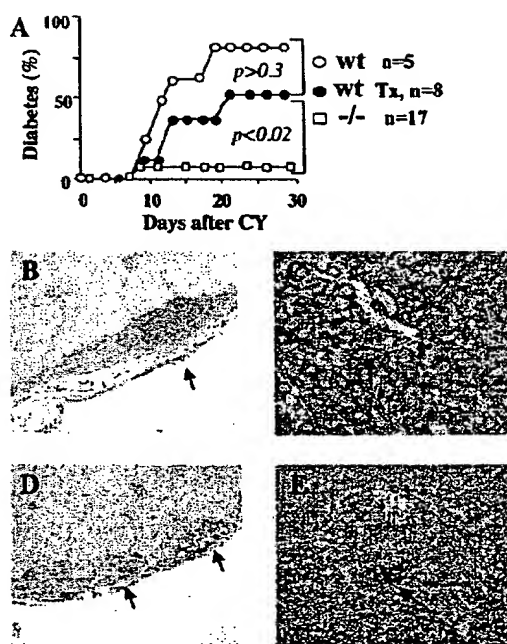 A
100
50
0
Diabetes (%)
0 10 20 30
Days after CY
p>0.3
p<0.02
wt n=5
wt Tx, n=8
-/- n=17
B
C
D
E